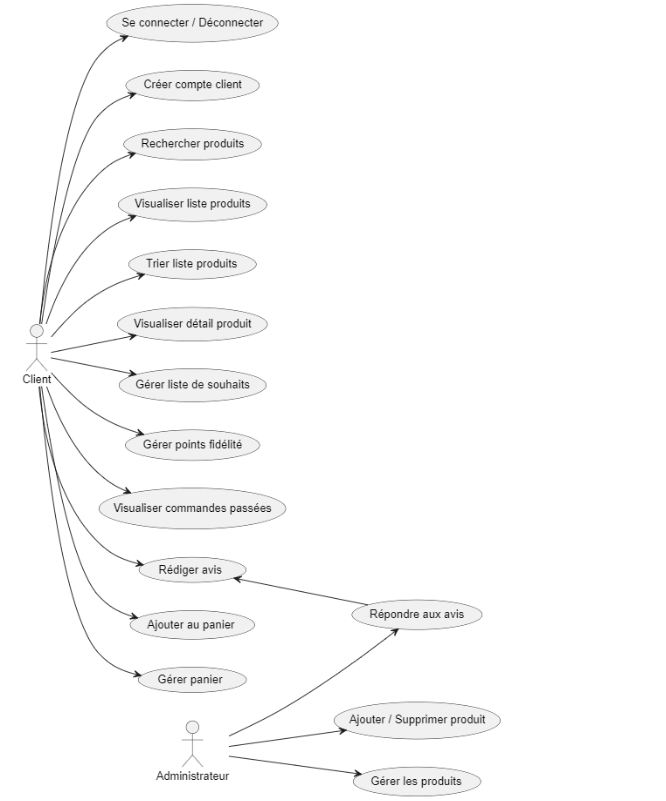 Se connecter / Déconnecter
Créer compte client
Rechercher produits
Visualiser liste produits
Trier liste produits
Visualiser détail produit
Client
Gérer liste de souhaits
Gérer points fidélité
Visualiser commandes passées
Rédiger avis
Répondre aux avis
Ajouter au panier
Gérer panier
Ajouter / Supprimer produit
Administrateur
Gérer les produits